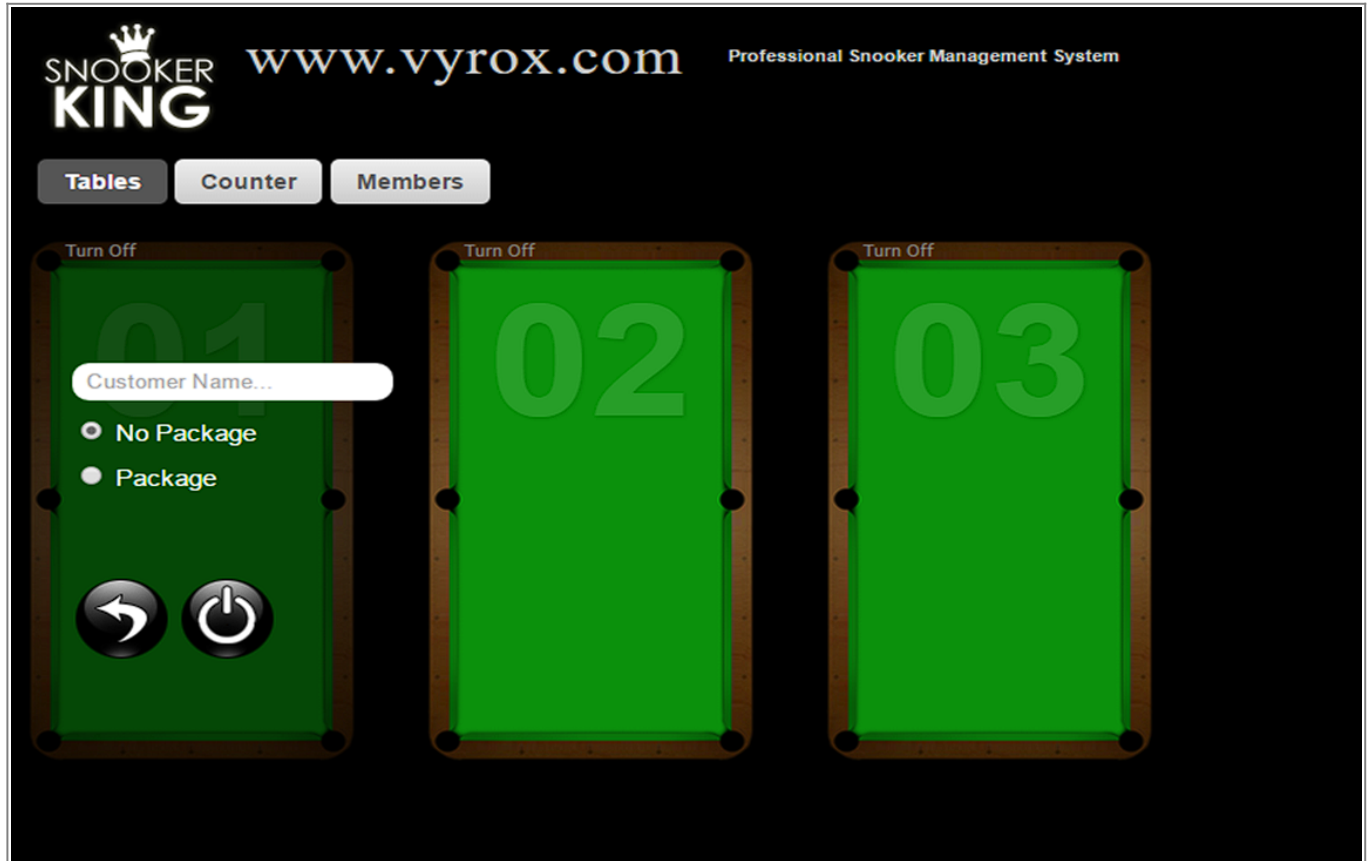 SNOOKER
KING
www.vyrox.com
Professional Snooker Management System
Tables
Counter
Members
Turn Off
01
Customer Name...
No Package
Package
Turn Off
02
Turn Off
03